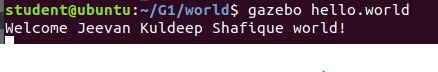 student@ubuntu:~/G1/world$ gazebo hello.world
Welcome Jeevan Kuldeep Shafique world!